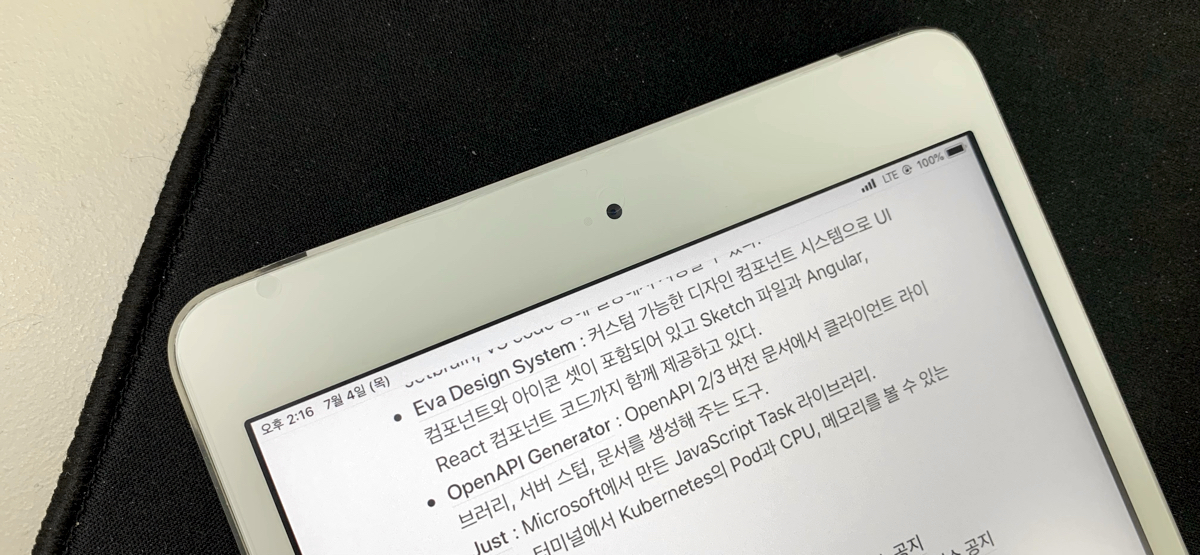 오후 2:16 7월 4일 (목)
LTE 100%
Eva Design System : 커스텀 가능한 디자인 컴포넌트 시스템으로 UI
컴포넌트와 아이콘 셋이 포함되어 있고 Sketch 파일과 Angular,
React 컴포넌트 코드까지 함께 제공하고 있다.
OpenAPI Generator : OpenAPI 2/3 버전 문서에서 클라이언트 라이
브러리, 서버 스텁, 문서를 생성해 주는 도구.
Just : Microsoft에서 만든 JavaScript Task 라이브러리.
터미널에서 Kubernetes의 Pod과 CPU, 메모리를 볼 수 있는
공지
공지